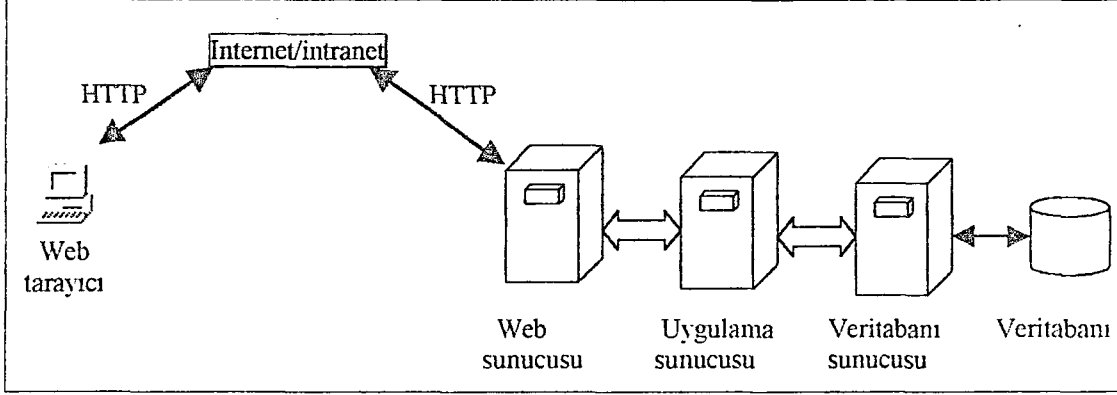 Internet/intranet
HTTP
HTTP
Web
tarayıcı
Web
sunucusu
Uygulama
sunucusu
Veritabanı
sunucusu
Veritabanı